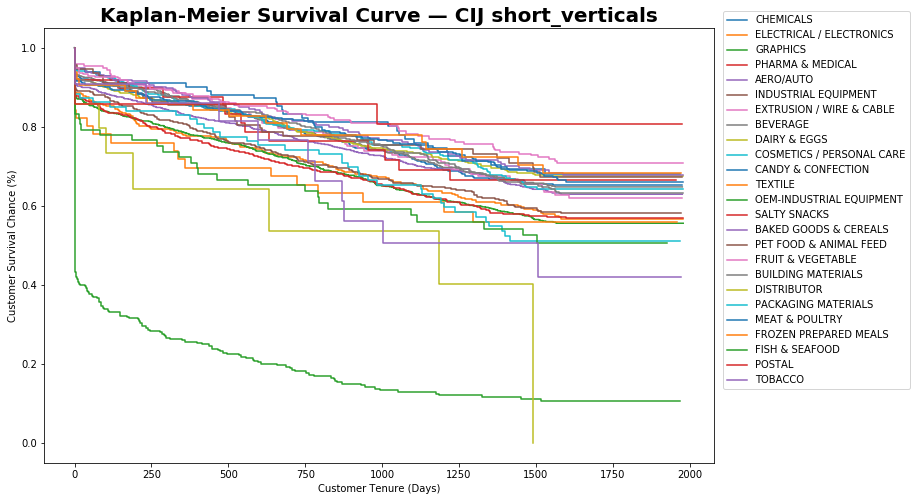 Kaplan-Meier Survival Curve — CIJ short_verticals
CHEMICALS
ELECTRICAL / ELECTRONICS
GRAPHICS
PHARMA & MEDICAL
AERO/AUTO
INDUSTRIAL EQUIPMENT
EXTRUSION / WIRE & CABLE
BEVERAGE
DAIRY & EGGS
COSMETICS / PERSONAL CARE
CANDY & CONFECTION
TEXTILE
OEM-INDUSTRIAL EQUIPMENT
SALTY SNACKS
BAKED GOODS & CEREALS
PET FOOD & ANIMAL FEED
FRUIT & VEGETABLE
BUILDING MATERIALS
DISTRIBUTOR
PACKAGING MATERIALS
MEAT & POULTRY
FROZEN PREPARED MEALS
FISH & SEAFOOD
POSTAL
TOBACCO
Customer Survival Chance (%)
1.0
0.8
0.6
0.4
0.2
0.0
0 250 500 750 1000 1250 1500 1750 2000
Customer Tenure (Days)